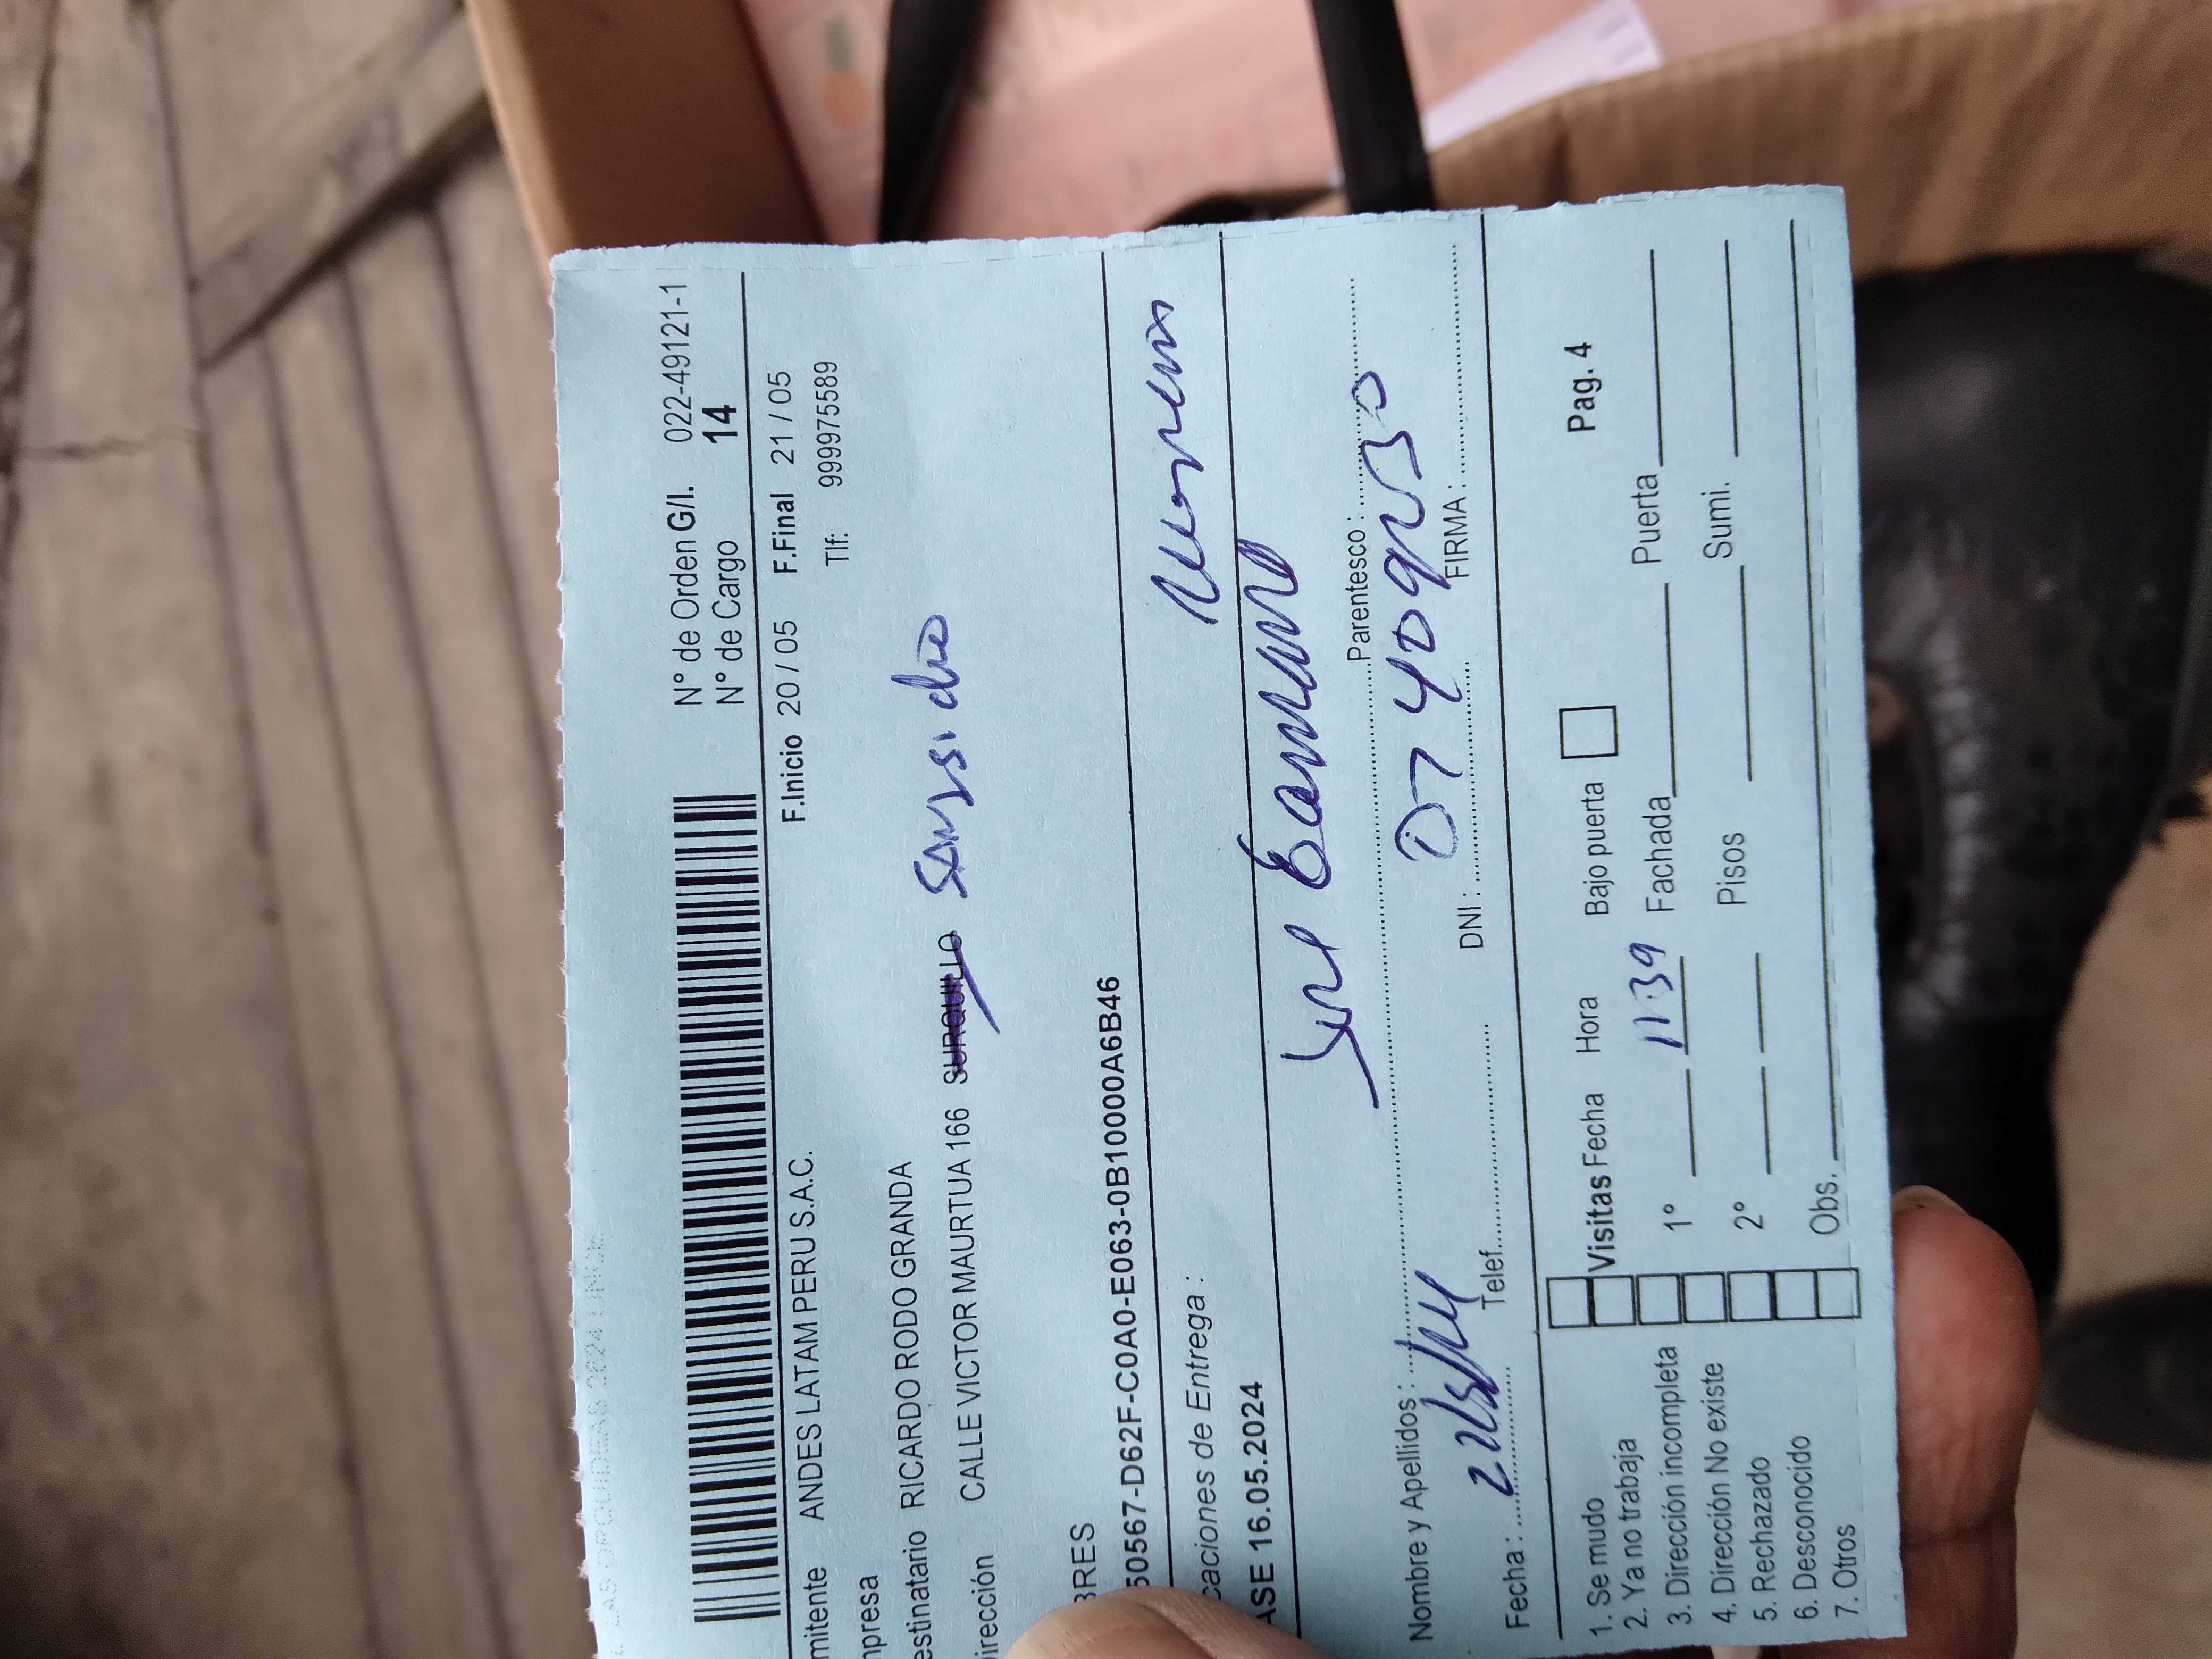 N° de Orden G/I. 022-49121-1
N° de Cargo 14
mitente ANDES LATAM PERU S.A.C. F.Inicio 20 / 05 F.Final 21 / 05
Tlf: 999975589
mpresa
estinatario RICARDO RODO GRANDA
irección CALLE VICTOR MAURTUA 166 SURQUILLO San Isidro
BRES
50567-D62F-C0A0-E063-0B10000A6B46
caciones de Entrega :
ASE 16.05.2024
Nombre y Apellidos : Parentesco :
Fecha : Telef. DNI : FIRMA :
1. Se mudo
2. Ya no trabaja
3. Dirección incompleta
4. Dirección No existe
5. Rechazado
6. Desconocido
7. Otros
Visitas Fecha Hora Bajo puerta Pag. 4
1° 11:39 Fachada Puerta
2° Pisos Sumi.
Obs.